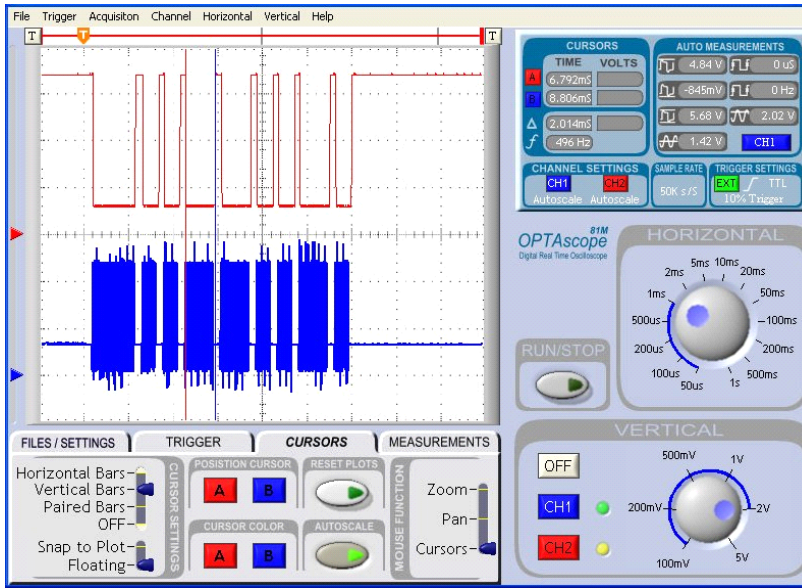 File Trigger Acquisiton Channel Horizontal Vertical Help
T T T
CURSORS
TIME VOLTS
A 6.792mS
B 8.806mS
Δ 2.014mS
ƒ 496 Hz
AUTO MEASUREMENTS
4.84 V 0 uS
-845mV 0 Hz
5.68 V 2.02 V
1.42 V CH1
CHANNEL SETTINGS
CH1 CH2
Autoscale Autoscale
SAMPLE RATE
50K s/S
TRIGGER SETTINGS
EXT TTL
10% Trigger
OPTAscope 81M
Digital Real Time Oscilloscope
RUN/STOP
HORIZONTAL
50us
100us
200us
500us
1ms
2ms
5ms
10ms
20ms
50ms
100ms
200ms
500ms
1s
FILES / SETTINGS TRIGGER CURSORS MEASUREMENTS
Horizontal Bars
Vertical Bars
Paired Bars
OFF
Snap to Plot
Floating
CURSOR SETTINGS
POSISTION CURSOR
A B
CURSOR COLOR
A B
RESET PLOTS
AUTOSCALE
MOUSE FUNCTION
Zoom
Pan
Cursors
VERTICAL
OFF
CH1
CH2
100mV
200mV
500mV
1V
2V
5V